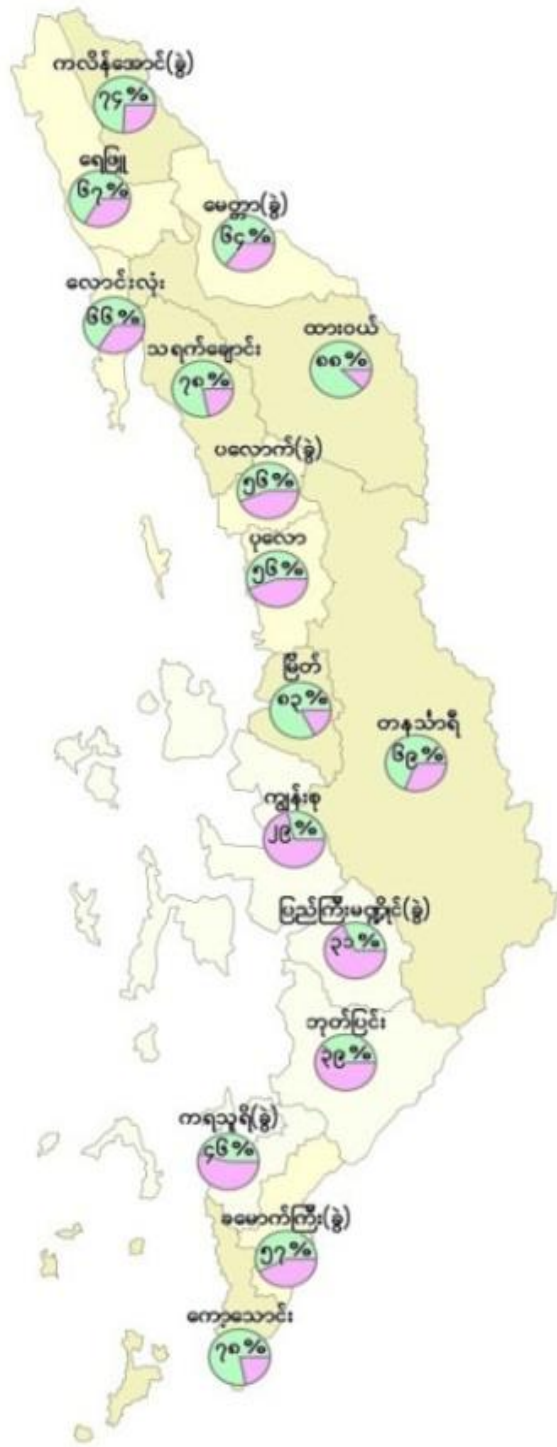 ကလိန်အောင်(ခွဲ)
၇၄%
ရေဖြူ
၆၇%
မေတ္တာ(ခွဲ)
၆၄%
လောင်းလုံး
၆၆%
သရက်ချောင်း
၇၈%
ထားဝယ်
၈၈%
ပလောက်(ခွဲ)
၅၆%
ပုလော
၅၆%
မြိတ်
၈၃%
တနင်္သာရီ
၆၉%
ကျွန်းစု
၂၉%
ပြည်ကြီးမဏ္ဍိုင်(ခွဲ)
၃၁%
ဘုတ်ပြင်း
၃၉%
ကရသူရိ(ခွဲ)
၄၆%
ခမောက်ကြီး(ခွဲ)
၅၇%
ကော့သောင်း
၇၈%